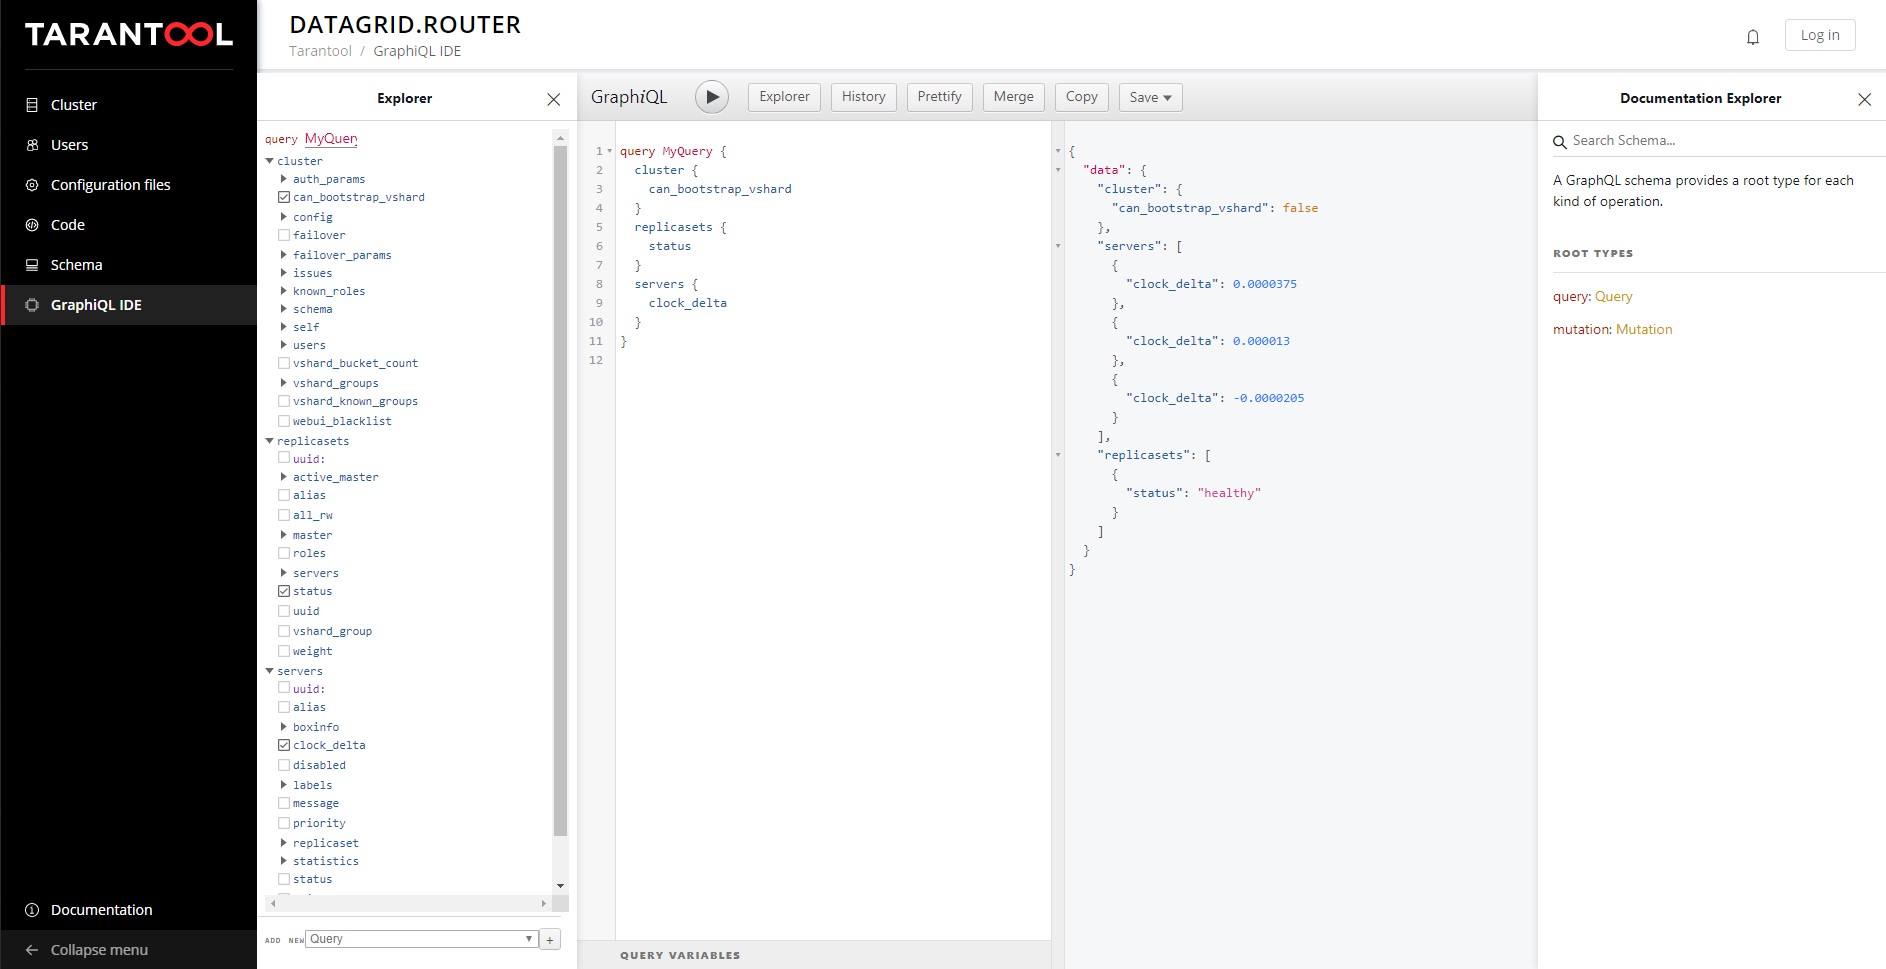 TARANTOOL
Cluster
Users
Configuration files
Code
Schema
GraphiQL IDE
Documentation
Collapse menu
DATAGRID.ROUTER
Tarantool / GraphiQL IDE
Log in
Explorer
query MyQuery
cluster
auth_params
can_bootstrap_vshard
config
failover
failover_params
issues
known_roles
schema
self
users
vshard_bucket_count
vshard_groups
vshard_known_groups
webui_blacklist
replicasets
uuid:
active_master
alias
all_rw
master
roles
servers
status
uuid
vshard_group
weight
servers
uuid:
alias
boxinfo
clock_delta
disabled
labels
message
priority
replicaset
statistics
status
ADD NEW Query +
GraphiQL Explorer History Prettify Merge Copy Save
1 query MyQuery {
2 cluster {
3 can_bootstrap_vshard
4 }
5 replicasets {
6 status
7 }
8 servers {
9 clock_delta
10 }
11 }
12
QUERY VARIABLES
{
"data": {
"cluster": {
"can_bootstrap_vshard": false
},
"servers": [
{
"clock_delta": 0.0000375
},
{
"clock_delta": 0.000013
},
{
"clock_delta": -0.0000205
}
],
"replicasets": [
{
"status": "healthy"
}
]
}
}
Documentation Explorer
Search Schema...
A GraphQL schema provides a root type for each
kind of operation.
ROOT TYPES
query: Query
mutation: Mutation